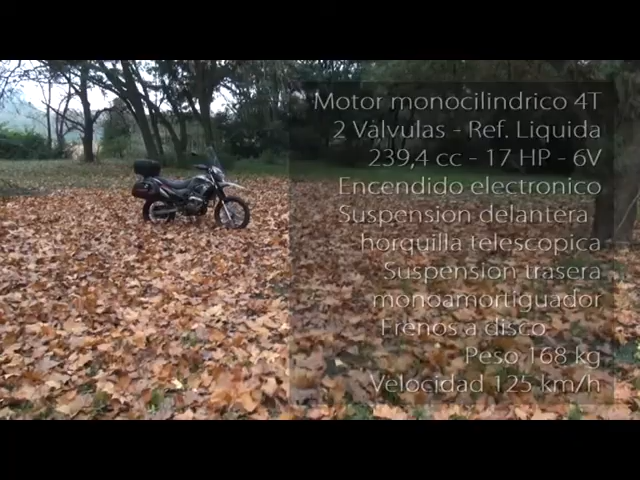 Motor monocilindrico 4T
2 Valvulas - Ref. Liquida
239,4 cc - 17 HP - 6V
Encendido electronico
Suspension delantera
horquilla telescopica
Suspension trasera
monoamortiguador
Frenos a disco
Peso 168 kg
Velocidad 125 km/h